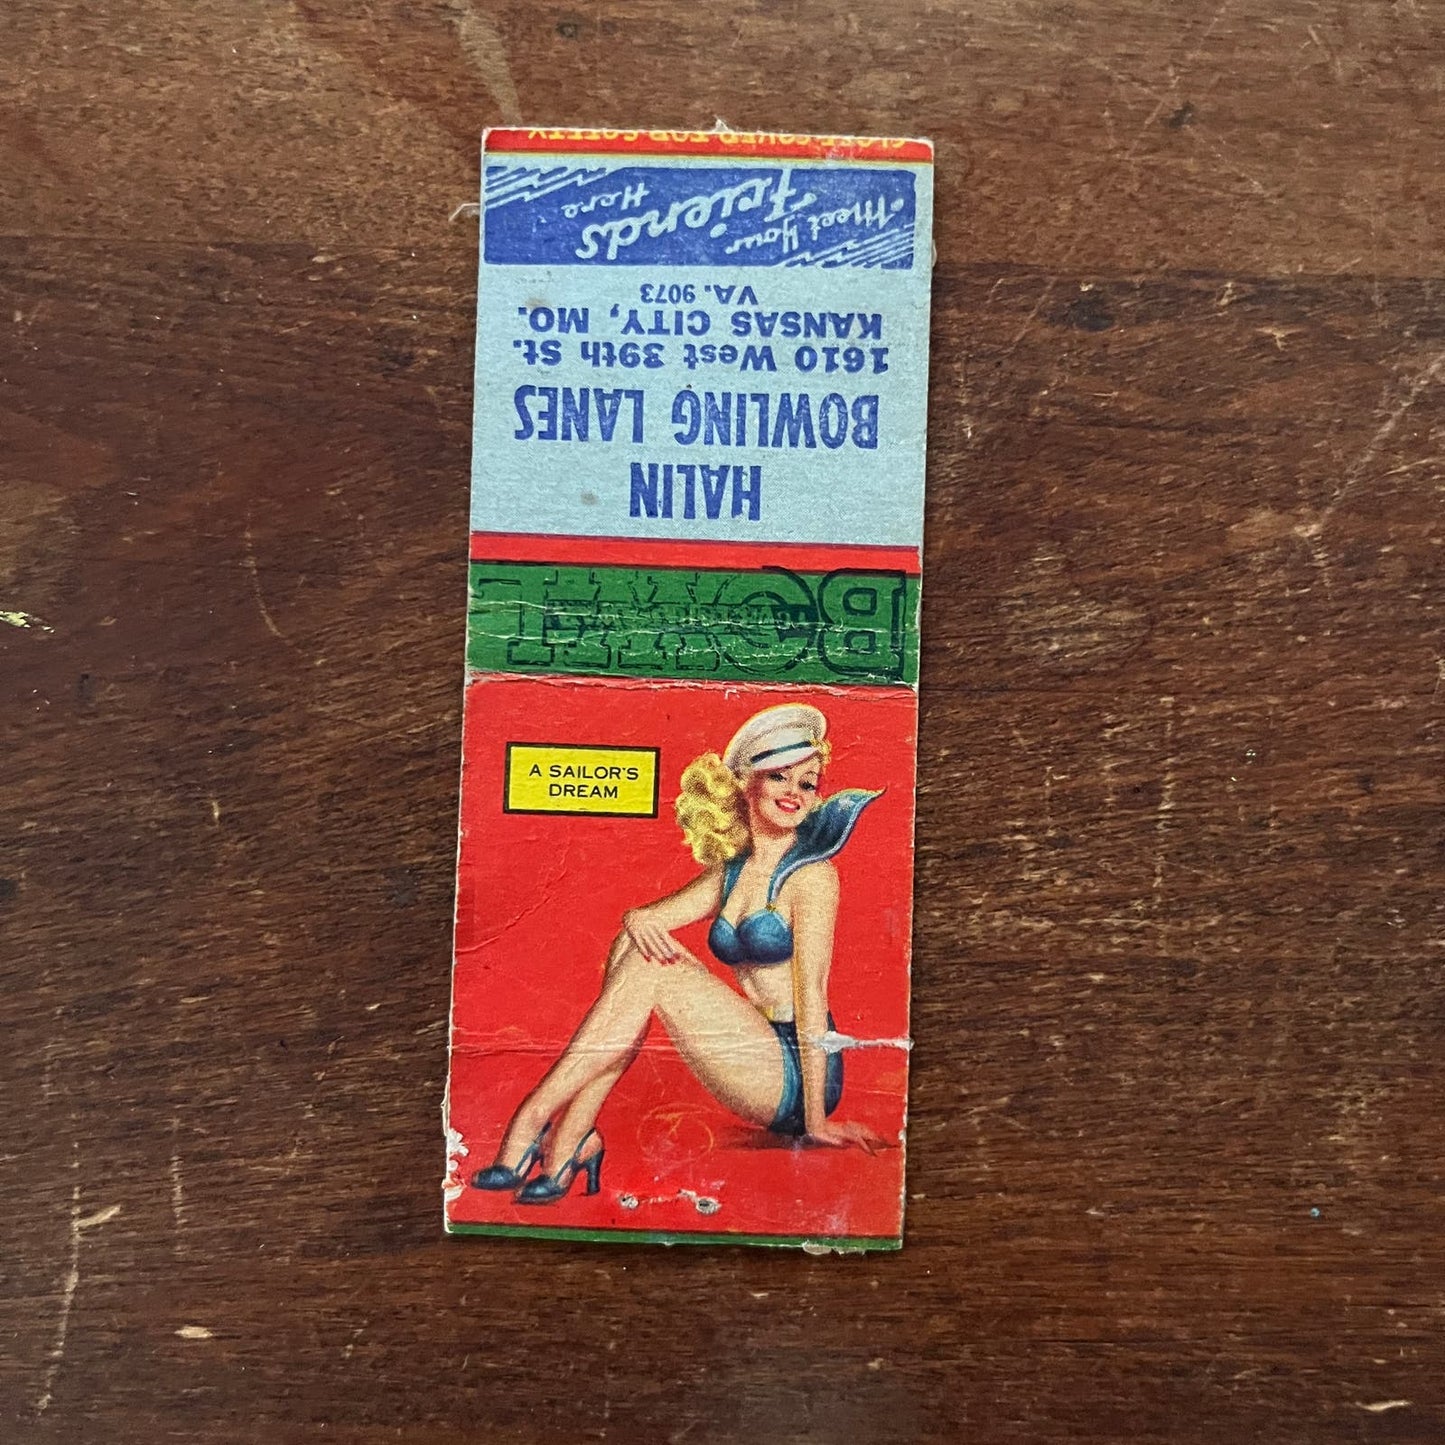 A SAILOR'S
DREAM
BOWL
HALIN
BOWLING LANES
1610 West 39th St.
KANSAS CITY, MO.
VA. 9073
Meet Your
Friends
Here
CLOSE COVER FOR SAFETY